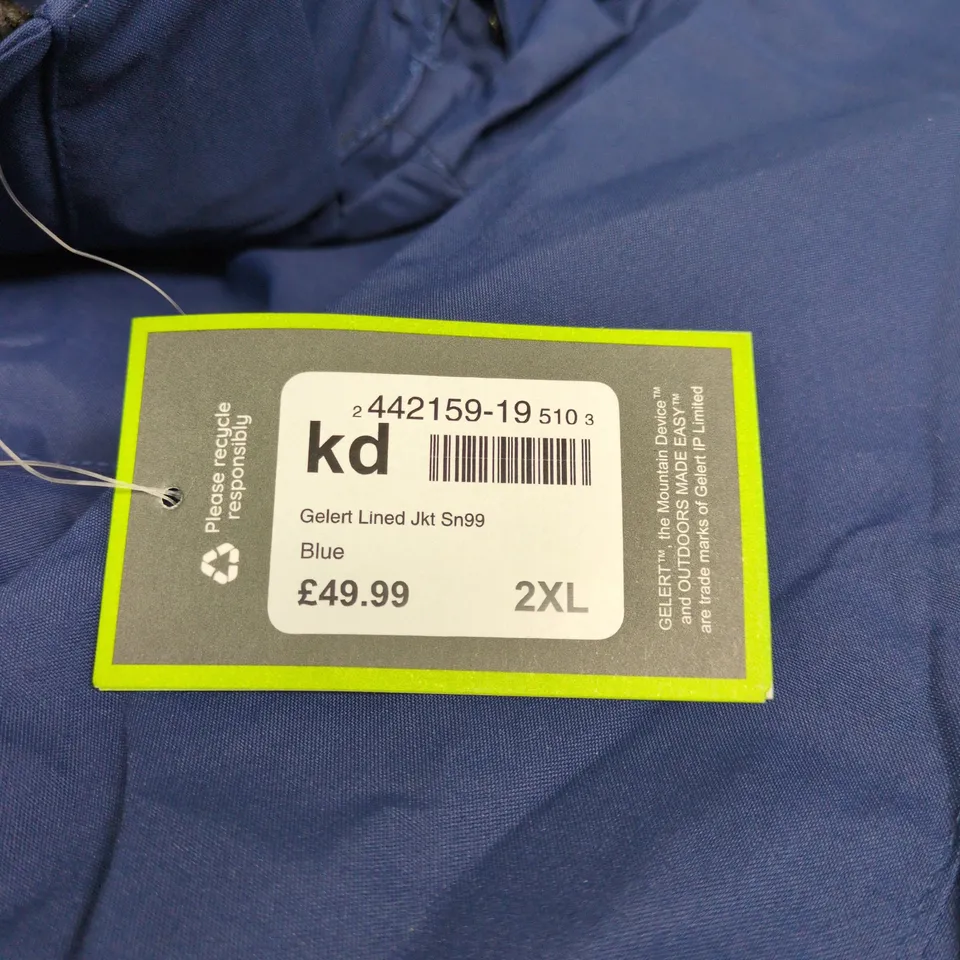 Please recycle
responsibly
2 442159-19 510 3
kd
Gelert Lined Jkt Sn99
Blue
£49.99 2XL
GELERT™, the Mountain Device™
and OUTDOORS MADE EASY™
are trade marks of Gelert IP Limited